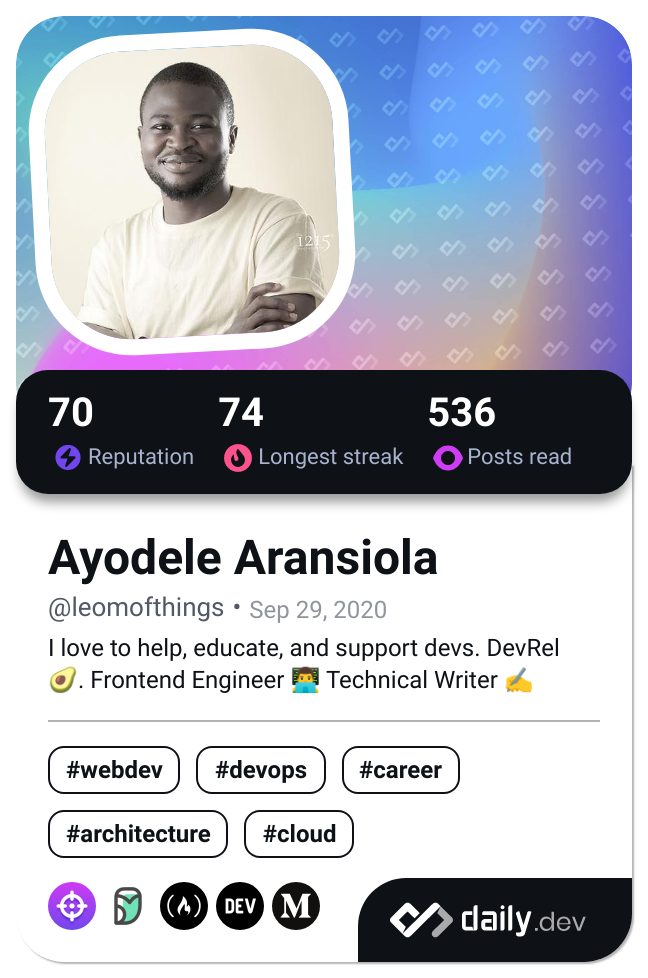 1215
70
74
536
Reputation
Longest streak
Posts read
Ayodele Aransiola
@leomofthings • Sep 29, 2020
I love to help, educate, and support devs. DevRel
🥑. Frontend Engineer 👨‍💻 Technical Writer ✍️
#webdev
#devops
#career
#architecture
#cloud
DEV
M
daily.dev